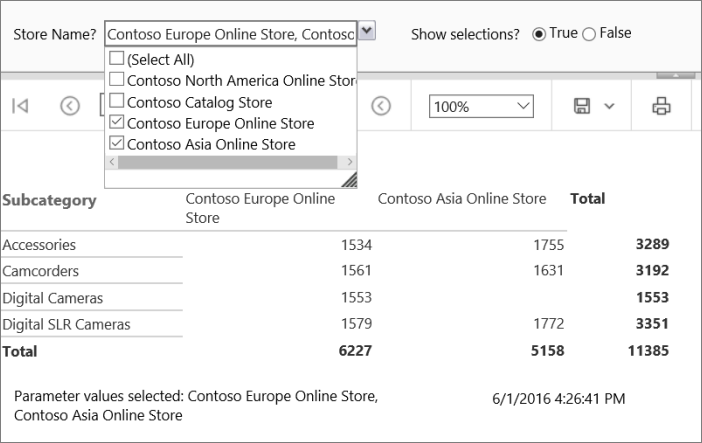 Store Name? Contoso Europe Online Store, Contoso Show selections? True False
(Select All)
Contoso North America Online Store
Contoso Catalog Store
Contoso Europe Online Store
Contoso Asia Online Store
100%
Subcategory Contoso Europe Online Store Contoso Asia Online Store Total
Accessories 1534 1755 3289
Camcorders 1561 1631 3192
Digital Cameras 1553 1553
Digital SLR Cameras 1579 1772 3351
Total 6227 5158 11385
Parameter values selected: Contoso Europe Online Store,
Contoso Asia Online Store
6/1/2016 4:26:41 PM